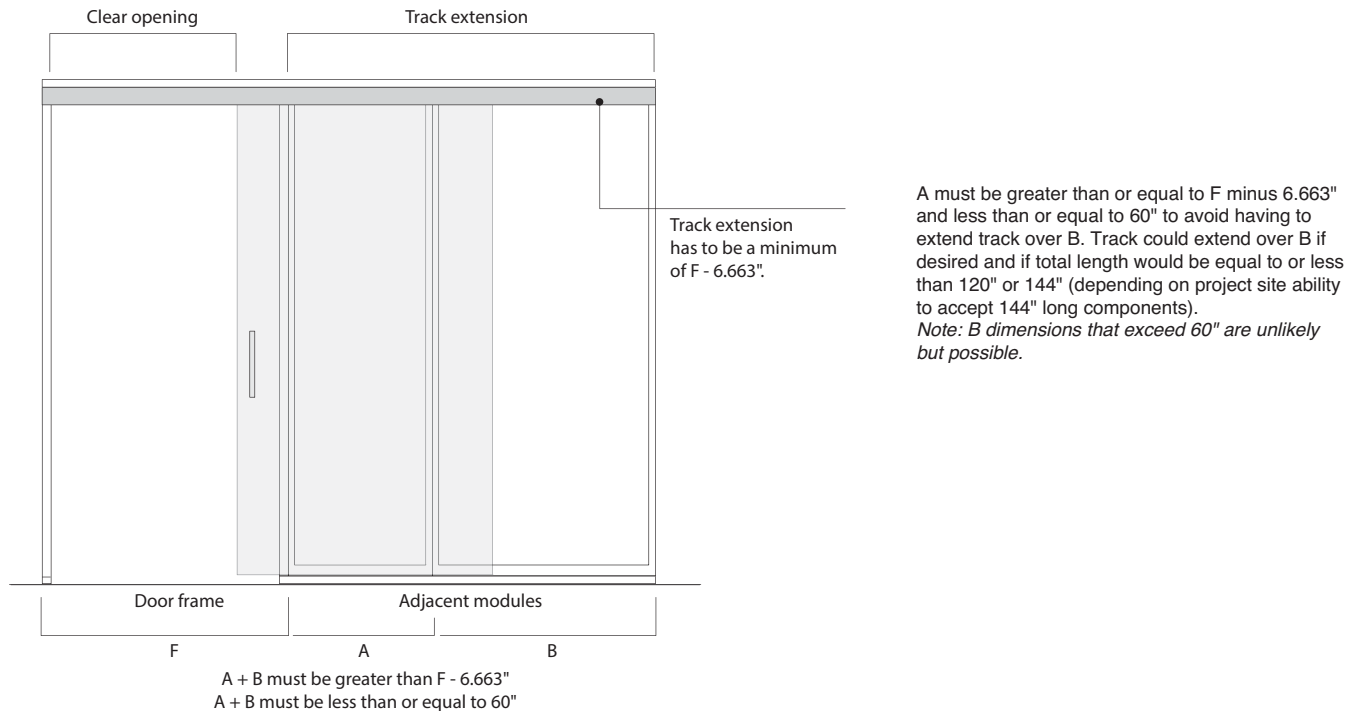 Clear opening
Track extension
Track extension
has to be a minimum
of F - 6.663".
A must be greater than or equal to F minus 6.663"
and less than or equal to 60" to avoid having to
extend track over B. Track could extend over B if
desired and if total length would be equal to or less
than 120" or 144" (depending on project site ability
to accept 144" long components).
Note: B dimensions that exceed 60" are unlikely
but possible.
Door frame
Adjacent modules
F
A
B
A + B must be greater than F - 6.663"
A + B must be less than or equal to 60"